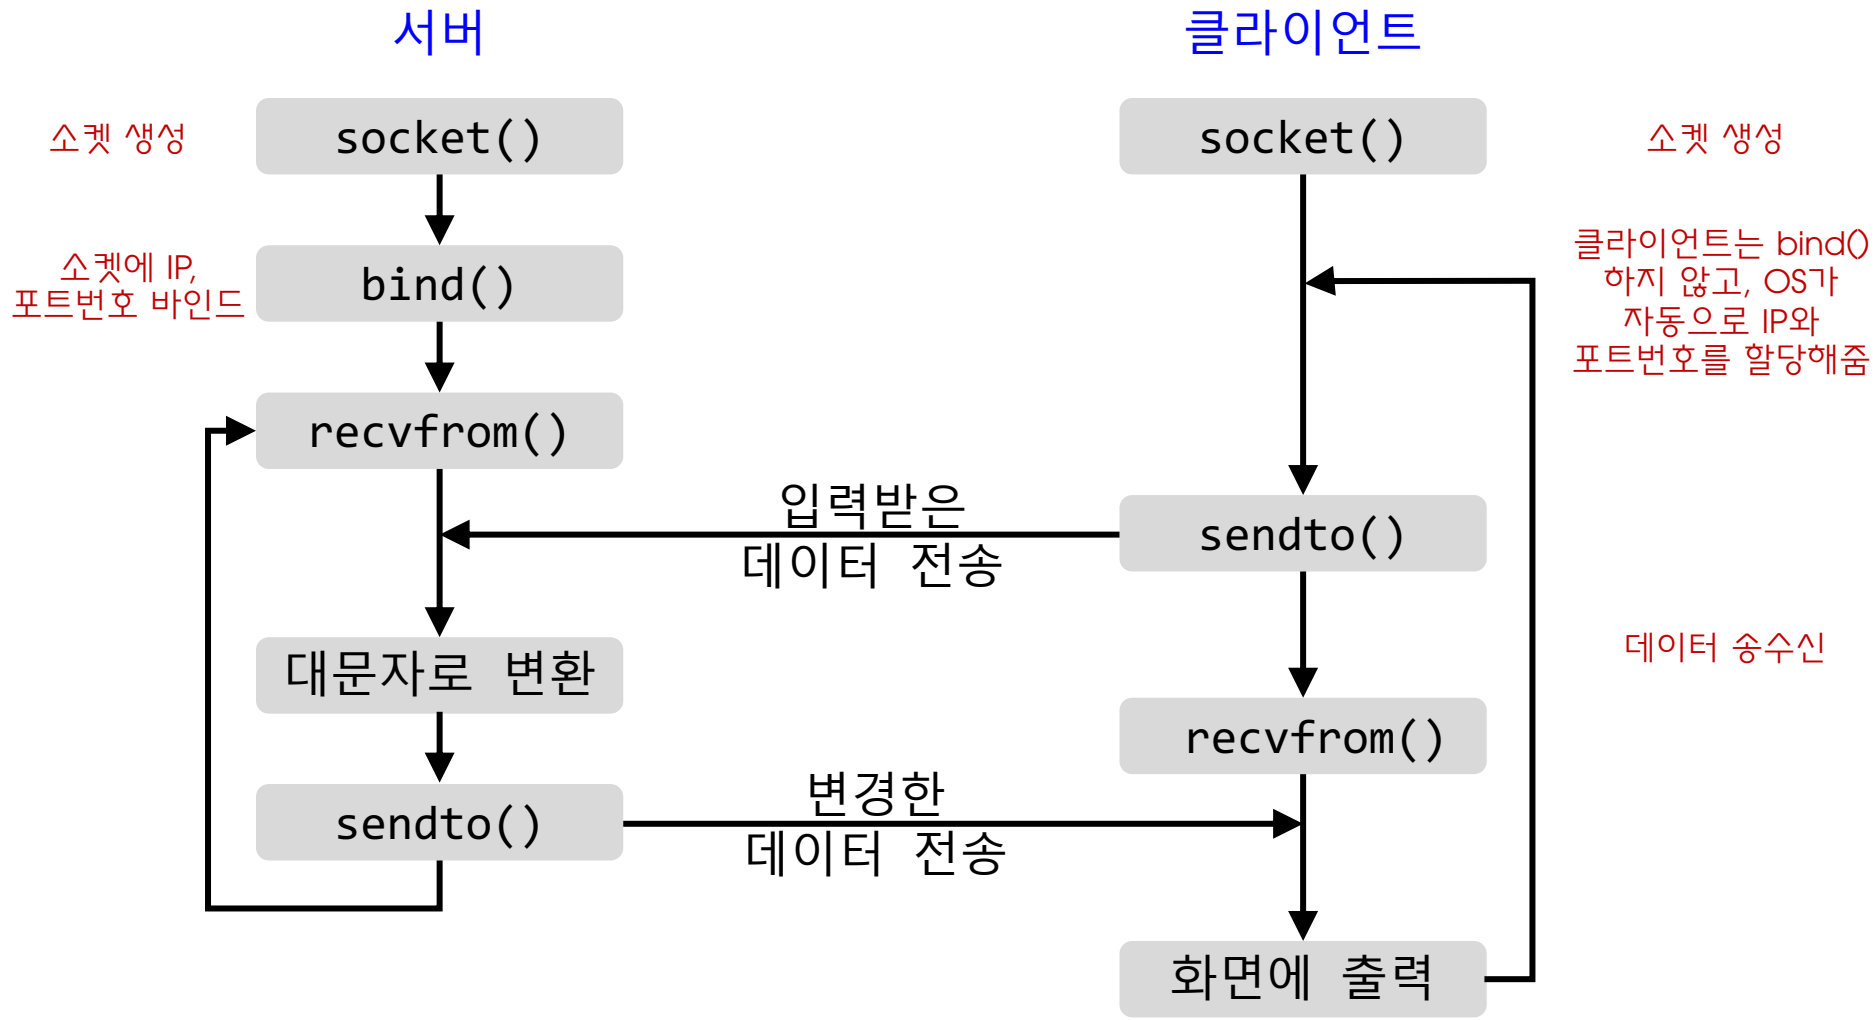 서버
클라이언트
소켓 생성
socket()
socket()
소켓 생성
소켓에 IP,
포트번호 바인드
bind()
클라이언트는 bind()
하지 않고, OS가
자동으로 IP와
포트번호를 할당해줌
recvfrom()
입력받은
데이터 전송
sendto()
대문자로 변환
데이터 송수신
recvfrom()
sendto()
변경한
데이터 전송
화면에 출력